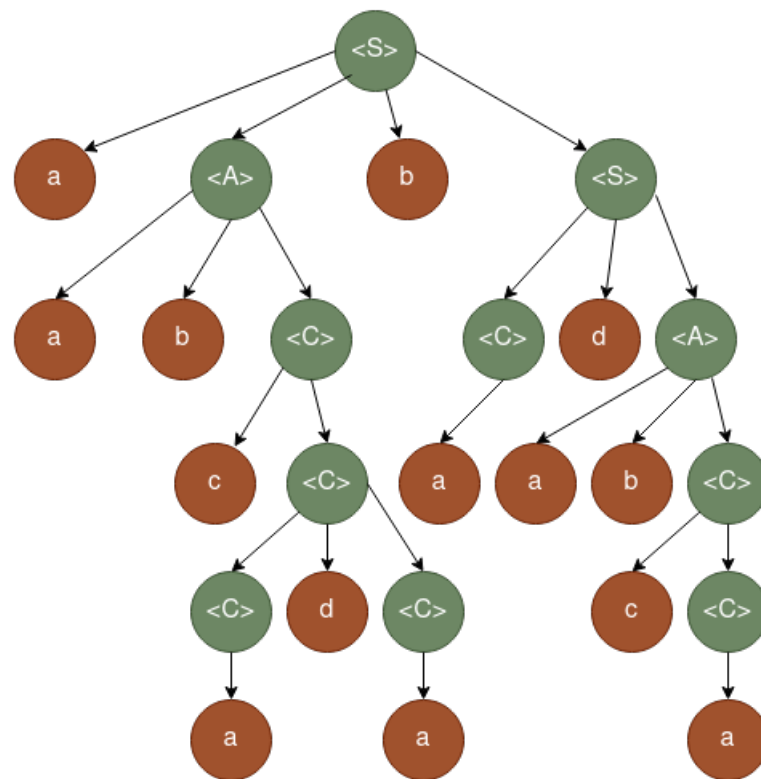 <S>
a <A> b <S>
a b <C> <C> d <A>
c <C> a a b <C>
<C> d <C> c <C>
a a a